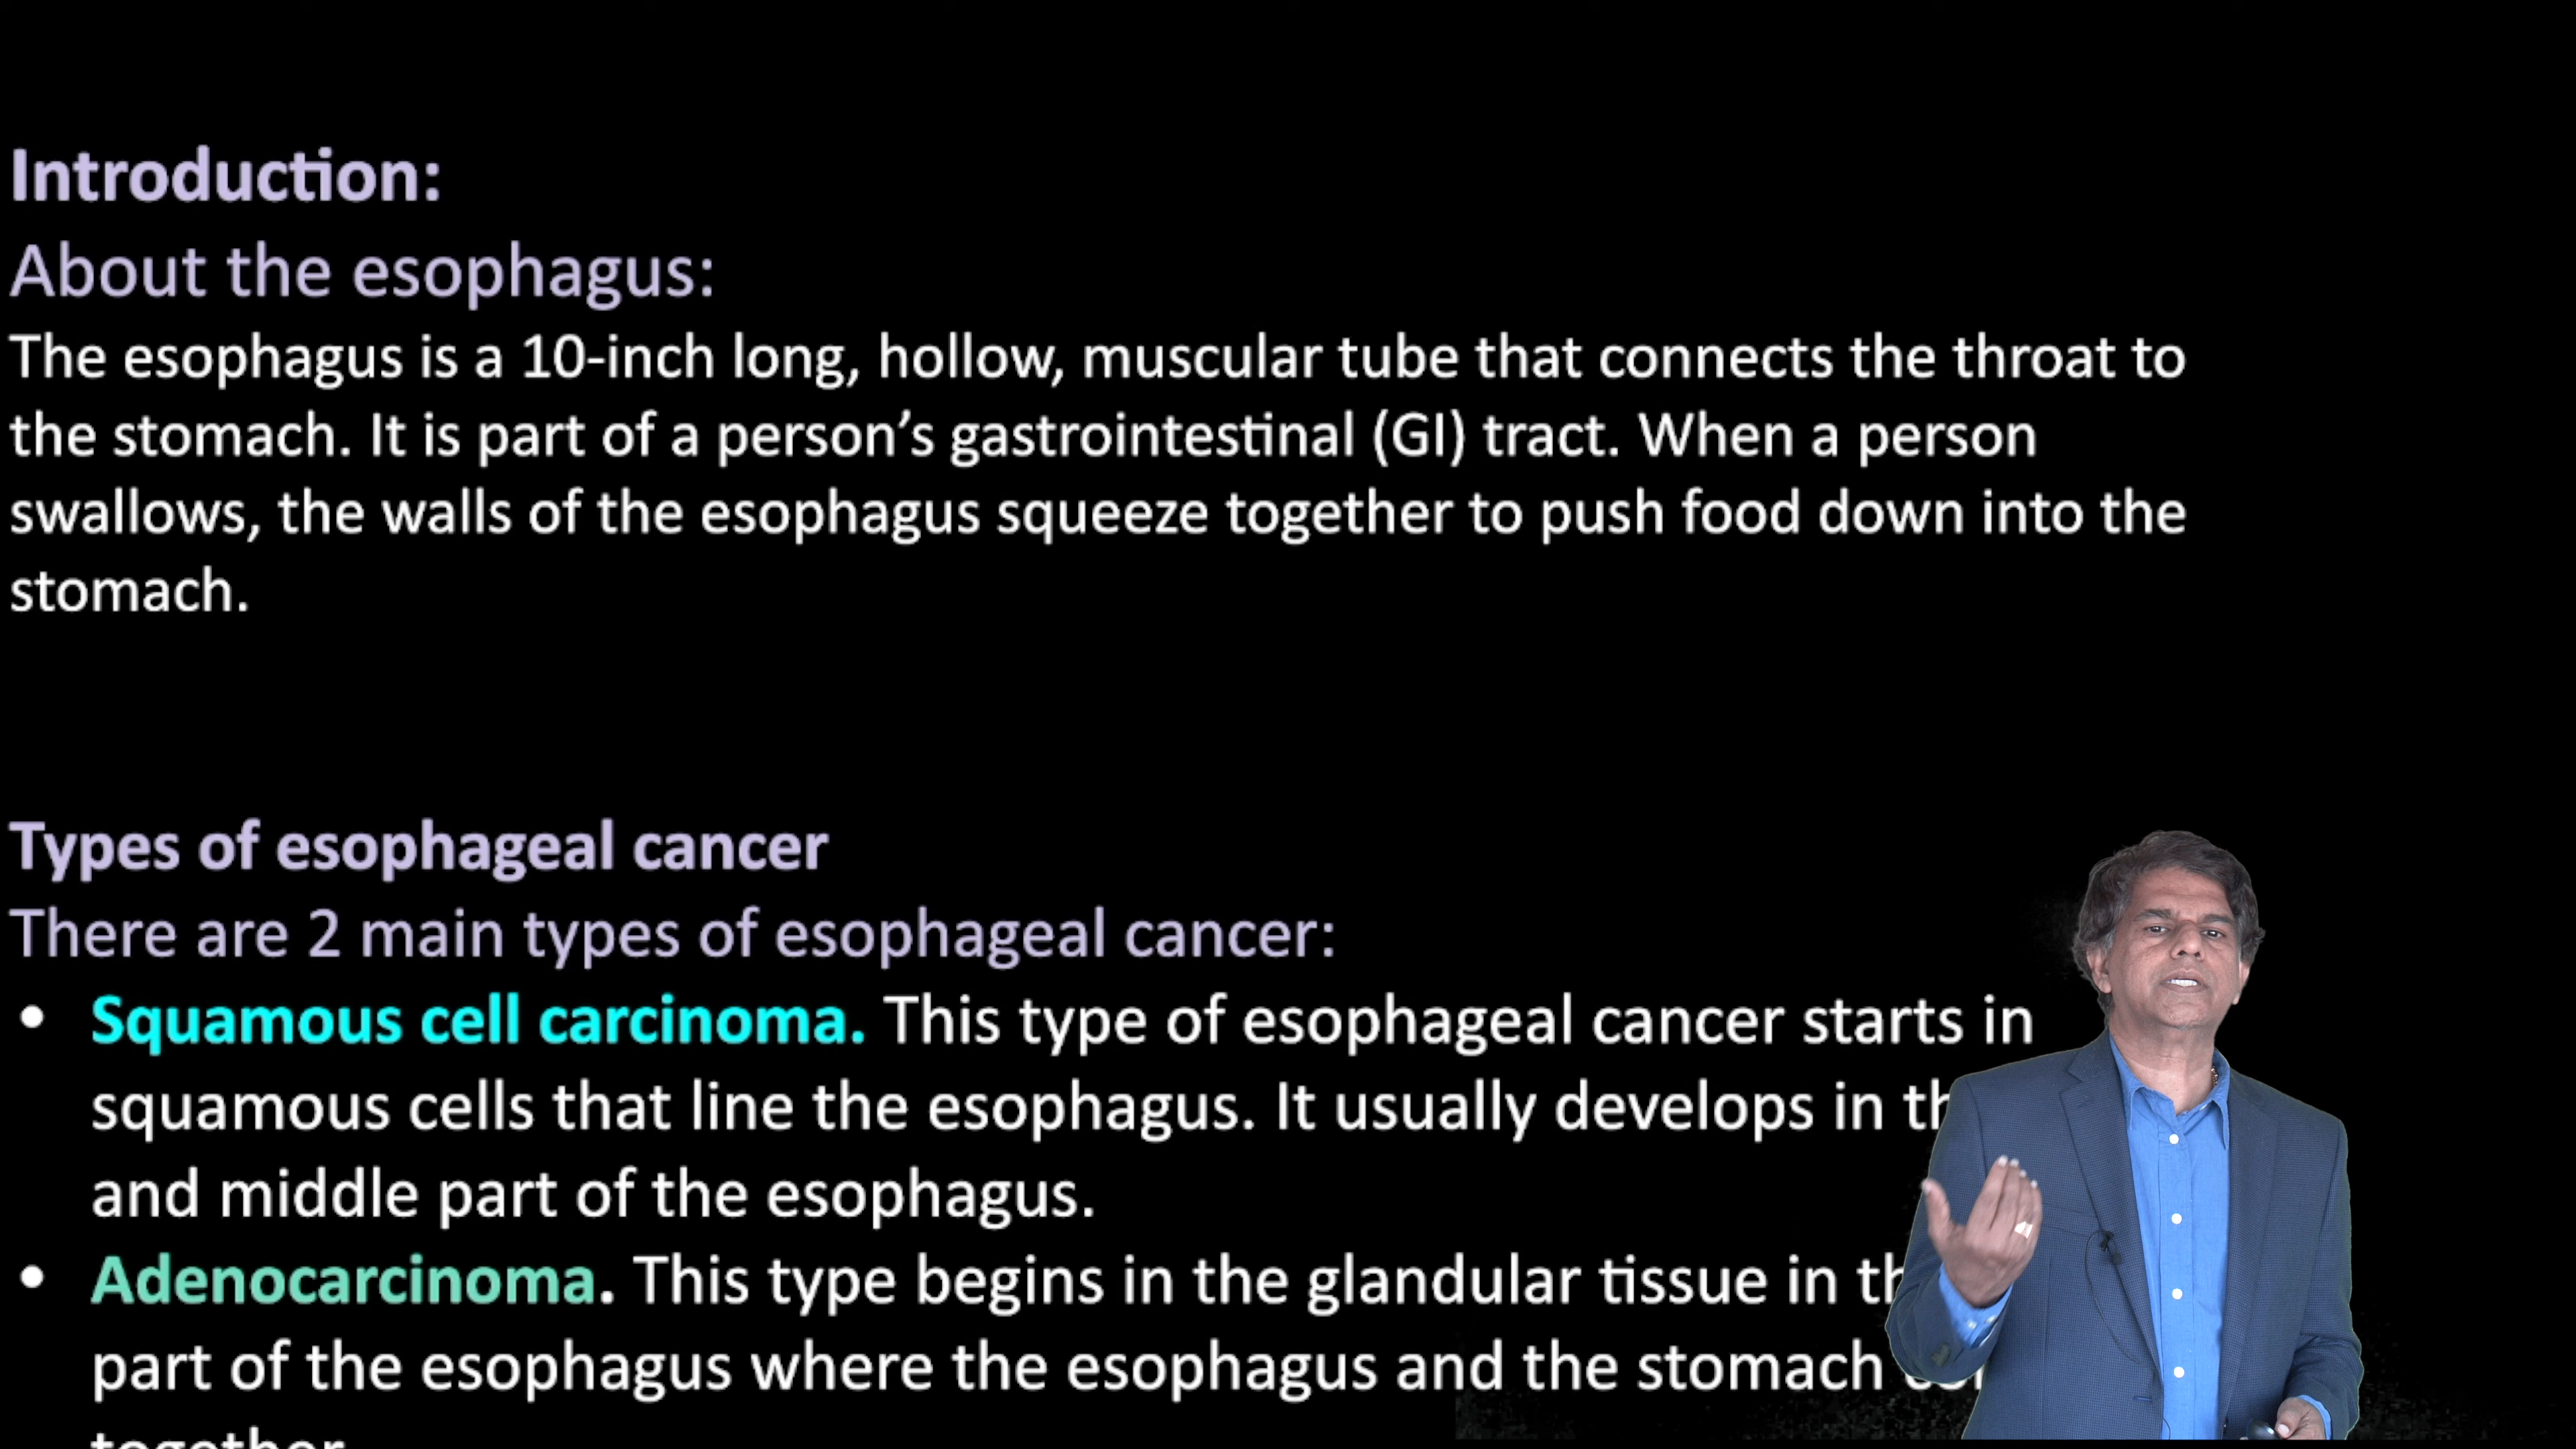 Introduction:
About the esophagus:
The esophagus is a 10-inch long, hollow, muscular tube that connects the throat to
the stomach. It is part of a person’s gastrointestinal (GI) tract. When a person
swallows, the walls of the esophagus squeeze together to push food down into the
stomach.
Types of esophageal cancer
There are 2 main types of esophageal cancer:
• Squamous cell carcinoma. This type of esophageal cancer starts in
squamous cells that line the esophagus. It usually develops in
and middle part of the esophagus.
• Adenocarcinoma. This type begins in the glandular tissue in
part of the esophagus where the esophagus and the stomach
together